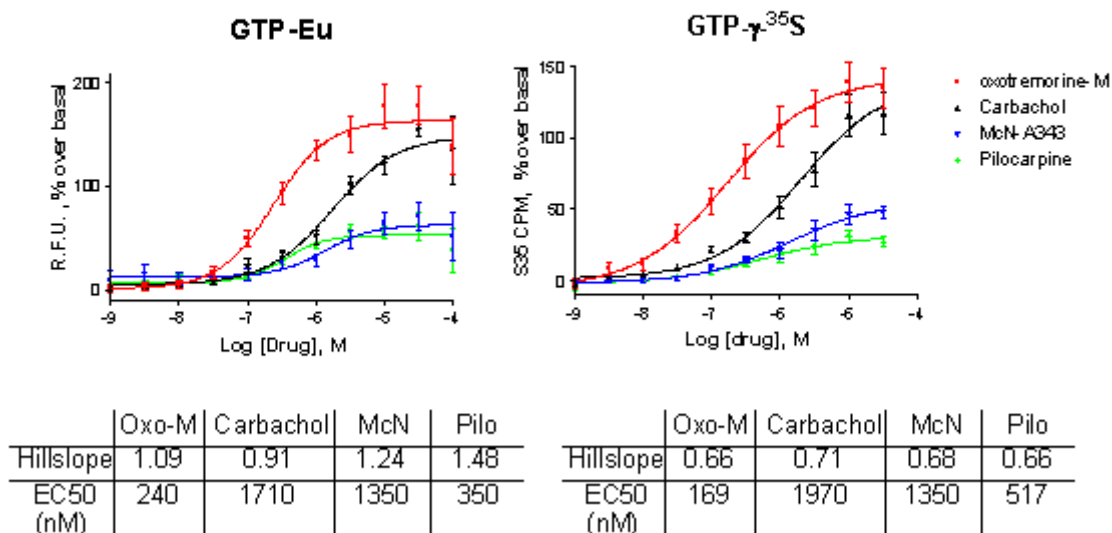 GTP-Eu
GTP-γ-³⁵S
R.F.U., % over basal
200
100
0
-9 -8 -7 -6 -5 -4
Log [Drug], M
S35 CPM, % over basal
150
100
50
0
-9 -8 -7 -6 -5 -4
Log [drug], M
oxotremorine-M
Carbachol
McN-A343
Pilocarpine
Oxo-M Carbachol McN Pilo
Hillslope 1.09 0.91 1.24 1.48
EC50 (nM) 240 1710 1350 350
Oxo-M Carbachol McN Pilo
Hillslope 0.66 0.71 0.68 0.66
EC50 (nM) 169 1970 1350 517